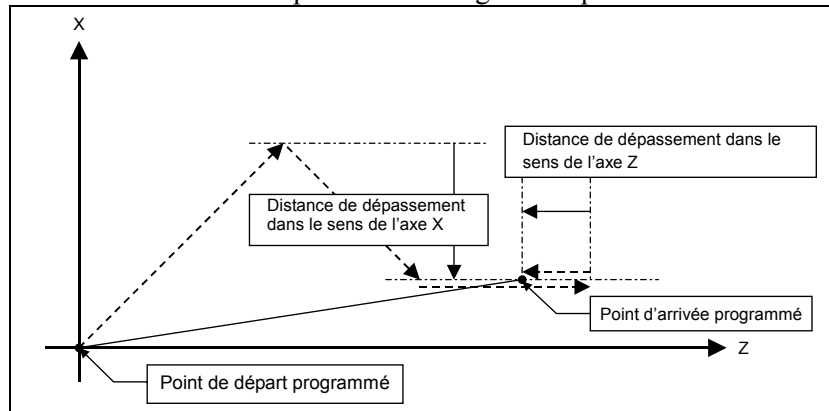 X
Distance de dépassement dans le
sens de l'axe Z
Distance de dépassement
dans le sens de l'axe X
Point d'arrivée programmé
Z
Point de départ programmé